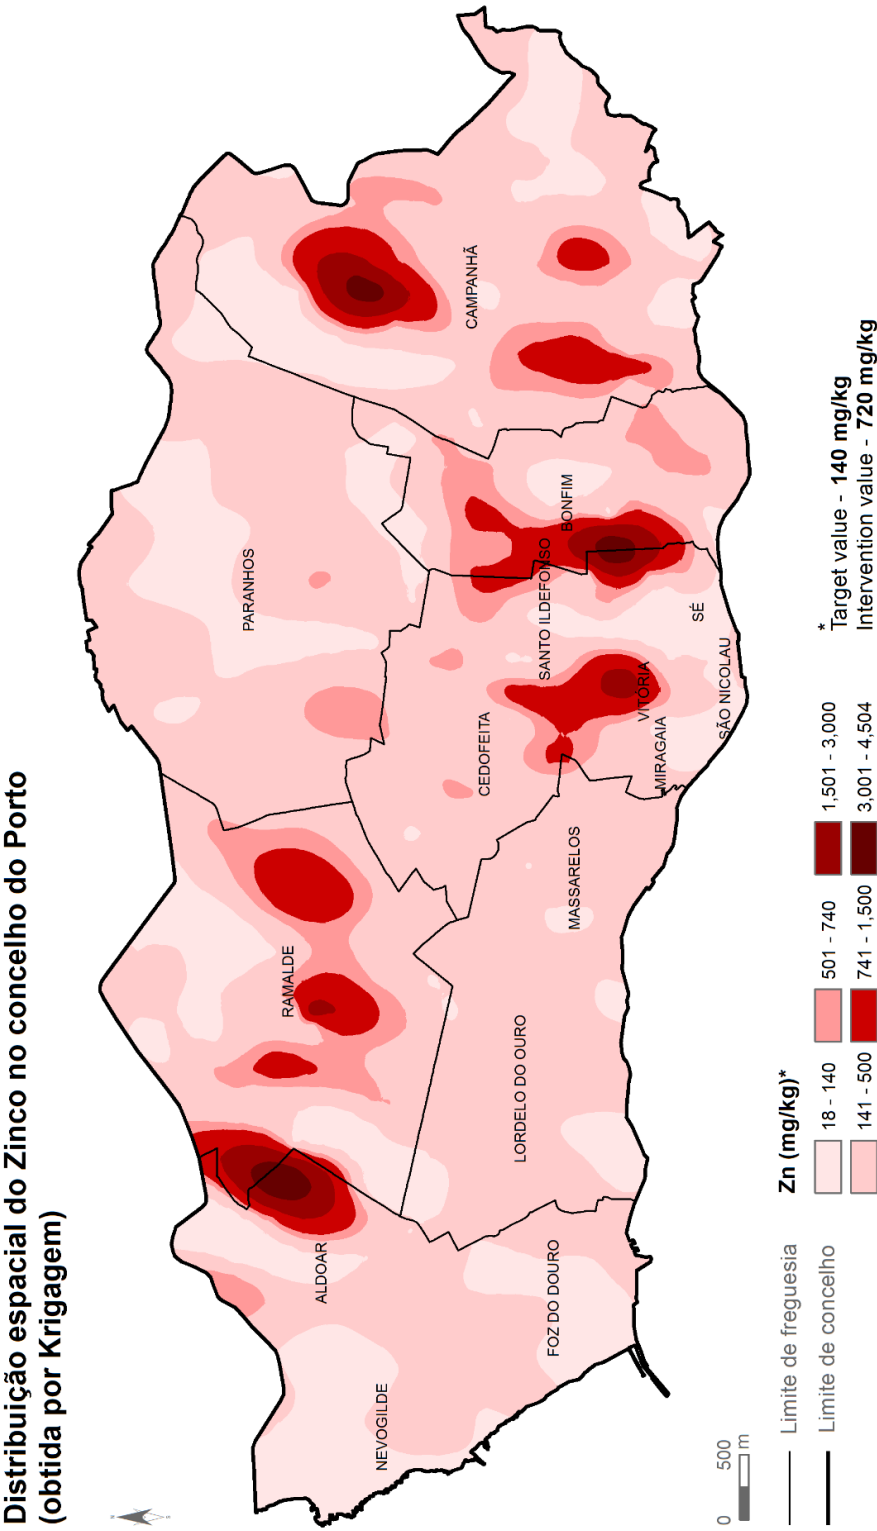 Distribuição espacial do Zinco no concelho do Porto
(obtida por Krigagem)
N
S
PARANHOS
CAMPANHÃ
RAMALDE
ALDOAR
NEVOGILDE
CEDOFEITA
SANTO ILDEFONSO
BONFIM
LORDELO DO OURO
MASSARELOS
FOZ DO DOURO
VITÓRIA
MIRAGAIA
SÉ
SÃO NICOLAU
0 500
m
Limite de freguesia
Limite de concelho
Zn (mg/kg)*
18 - 140
501 - 740
1,501 - 3,000
141 - 500
741 - 1,500
3,001 - 4,504
*
Target value - 140 mg/kg
Intervention value - 720 mg/kg